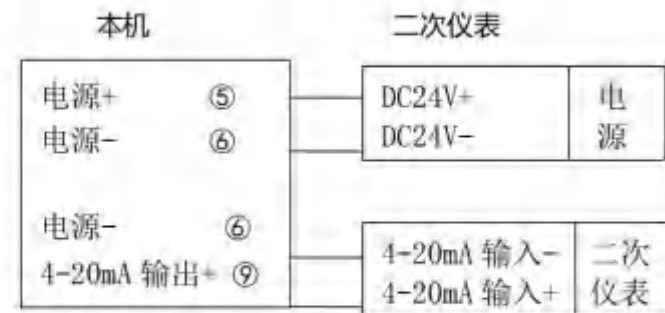 本机 二次仪表
电源+ ⑤ DC24V+ 电
电源- ⑥ DC24V- 源
电源- ⑥ 4-20mA 输入- 二次
4-20mA 输出+ ⑨ 4-20mA 输入+ 仪表